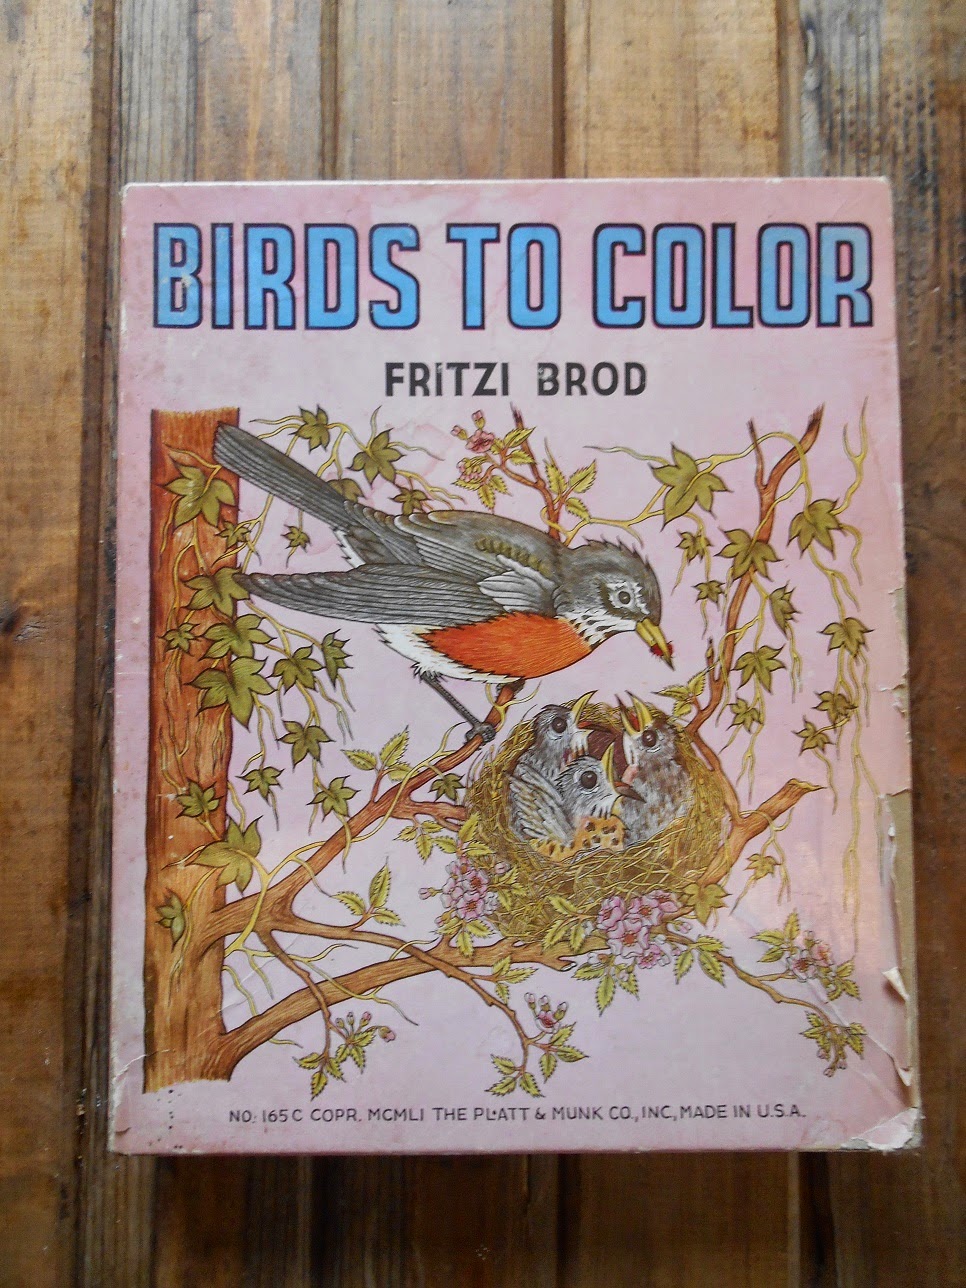 BIRDS TO COLOR
FRITZI BROD
NO: 165 C COPR. MCMLI THE PLATT & MUNK CO., INC, MADE IN U.S.A.